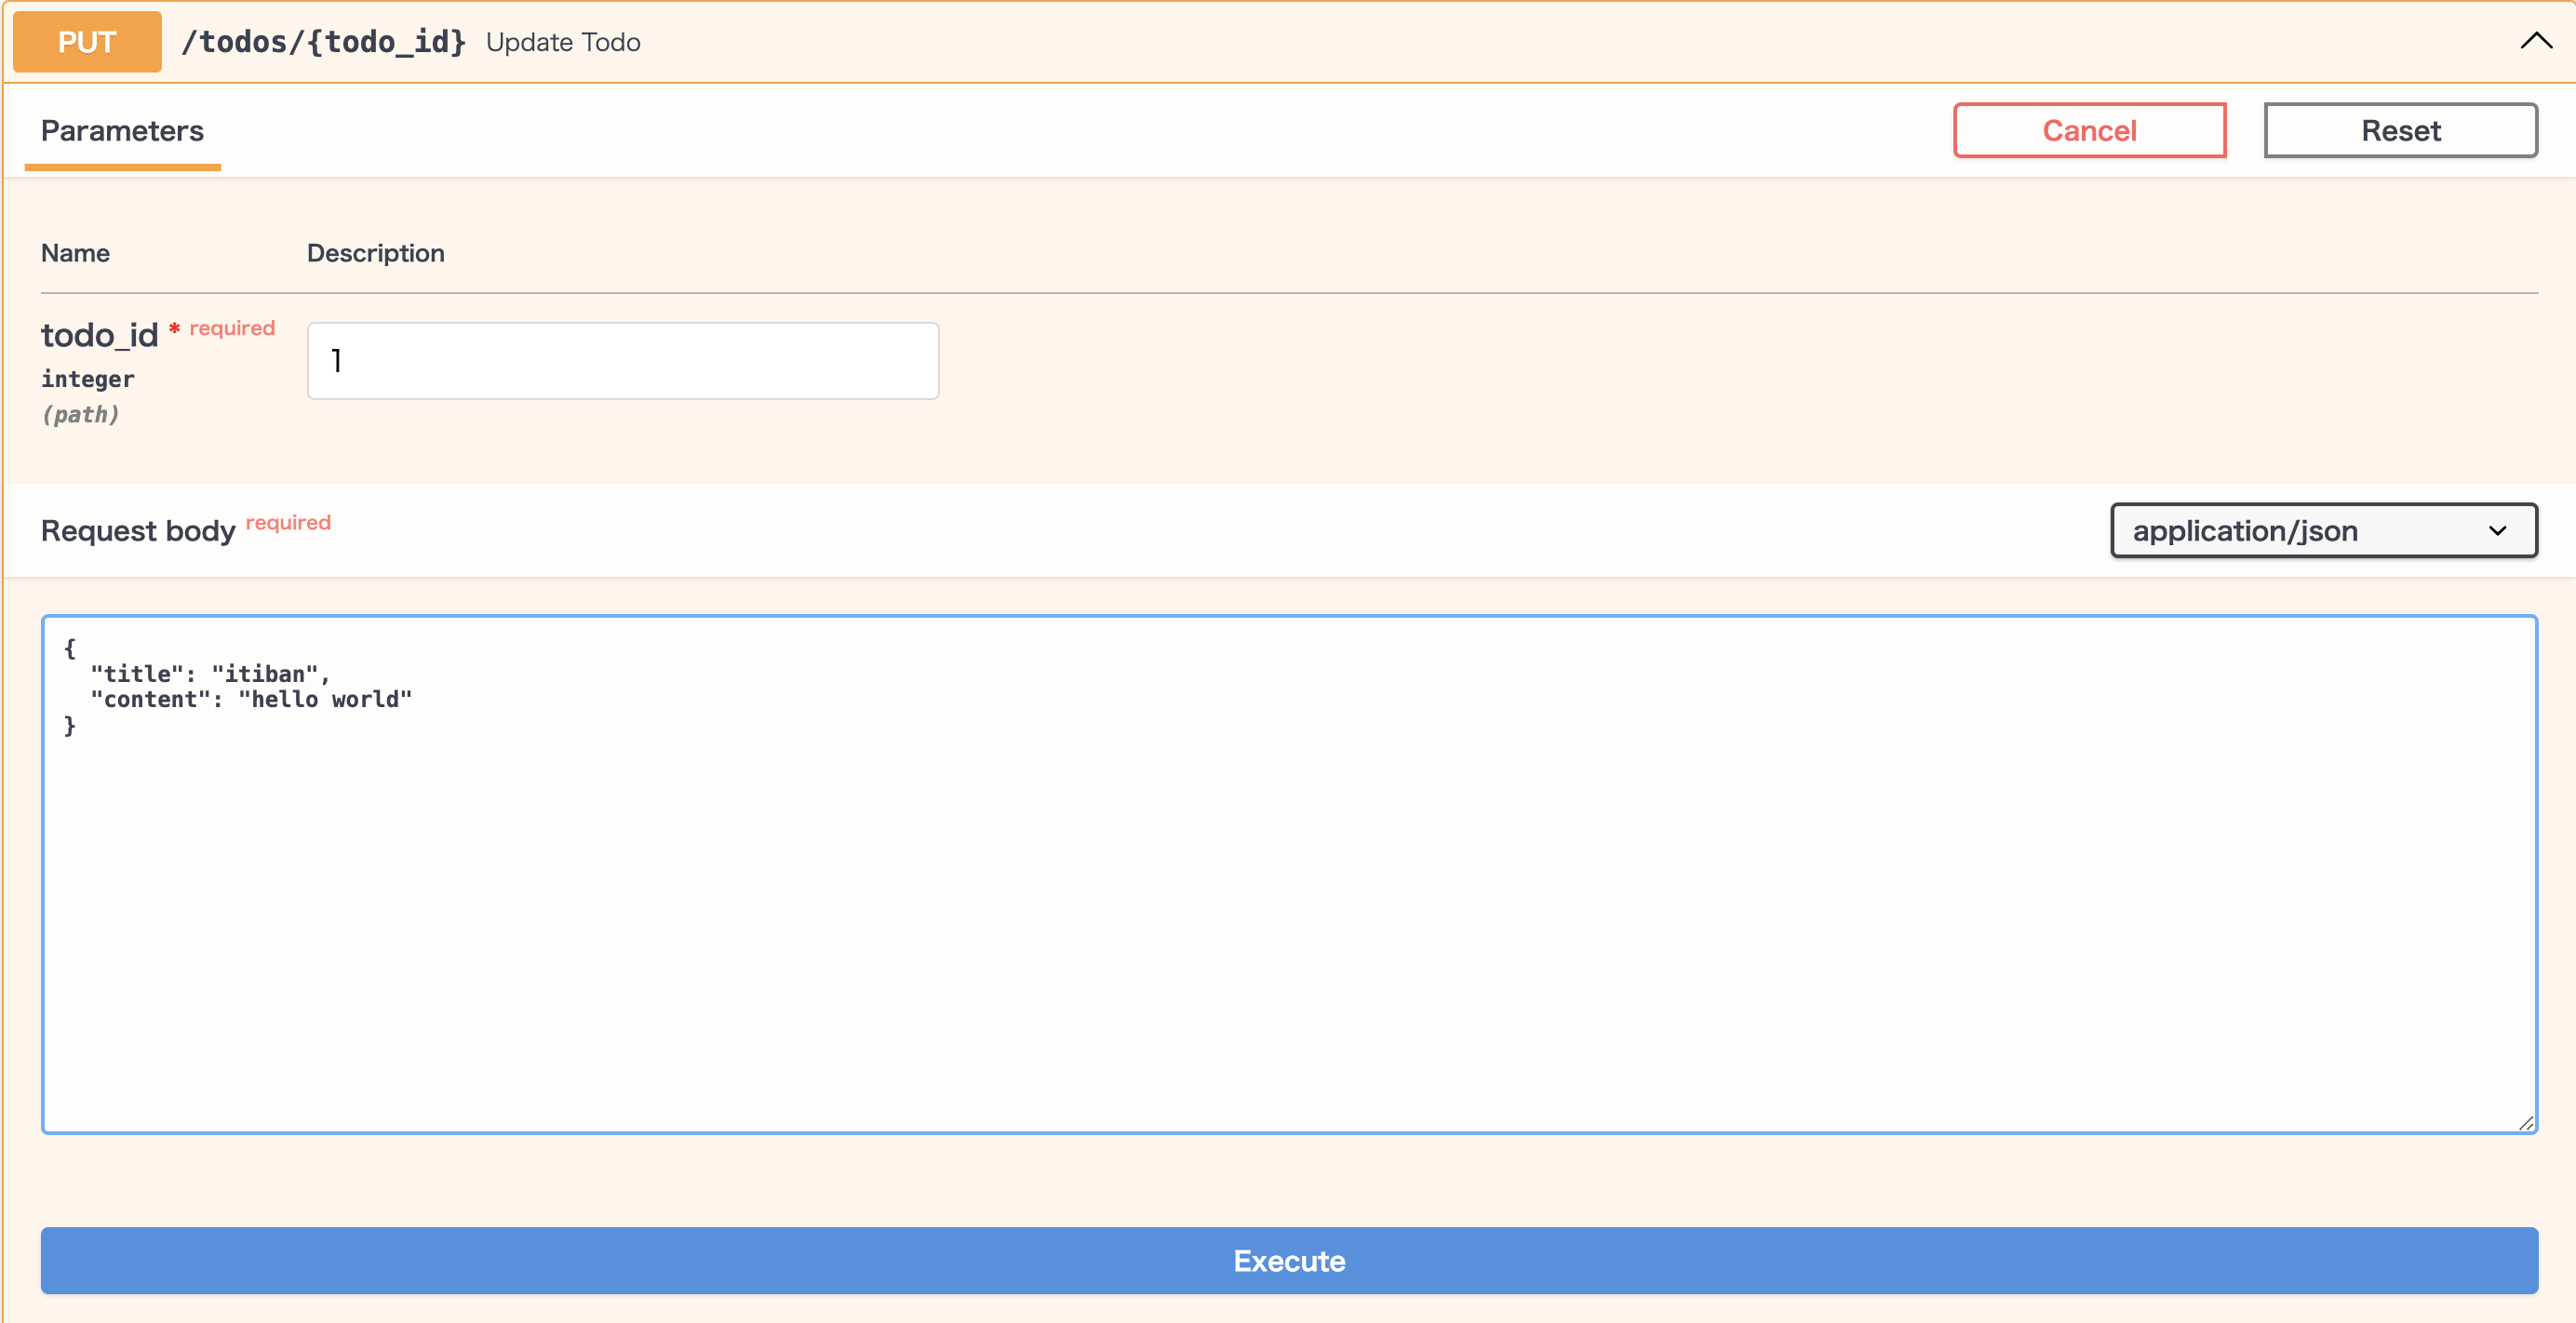 PUT /todos/{todo_id} Update Todo
Parameters Cancel Reset
Name Description
todo_id * required 1
integer
(path)
Request body required application/json
{
  "title": "itiban",
  "content": "hello world"
}
Execute